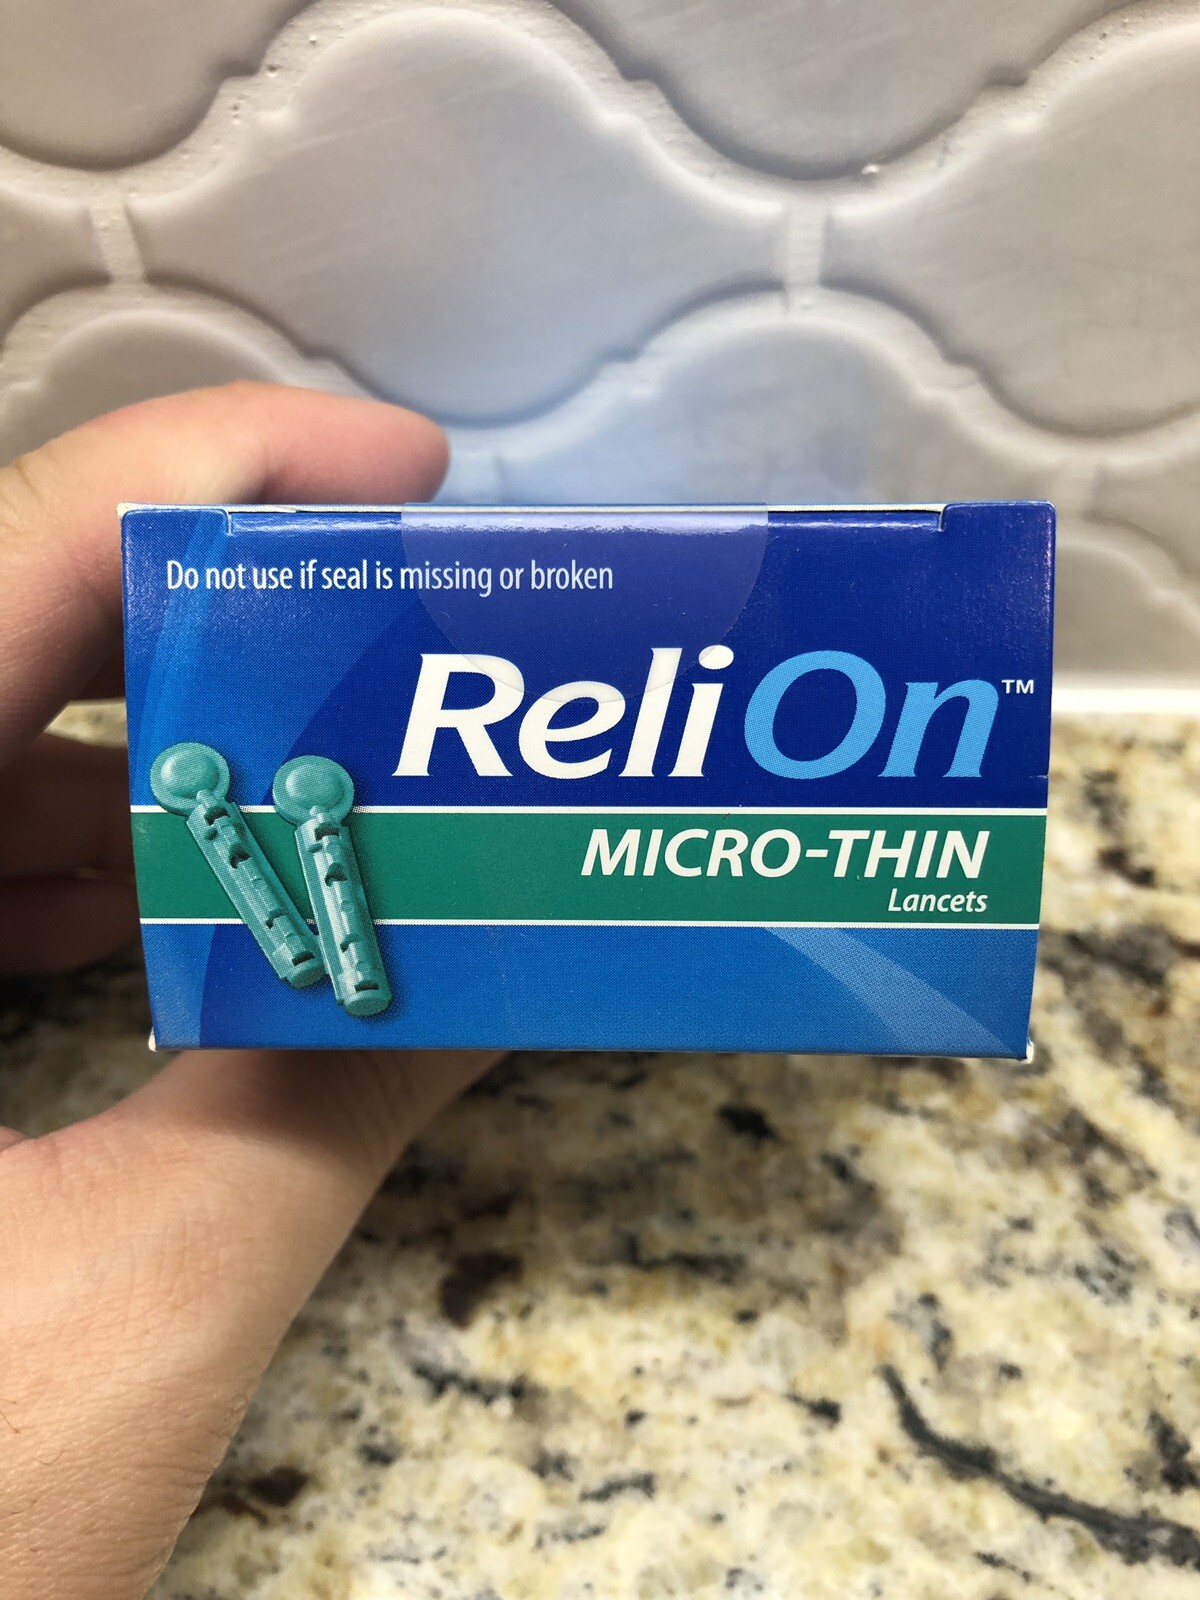 Do not use if seal is missing or broken
ReliOn™
MICRO-THIN
Lancets